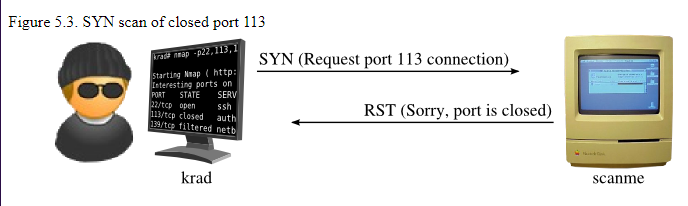 Figure 5.3. SYN scan of closed port 113
krad# nmap -p22,113,1
Starting Nmap ( http:
Interesting ports on
PORT STATE SERV
22/tcp open ssh
113/tcp closed auth
139/tcp filtered netb
SYN (Request port 113 connection)
RST (Sorry, port is closed)
krad
scanme